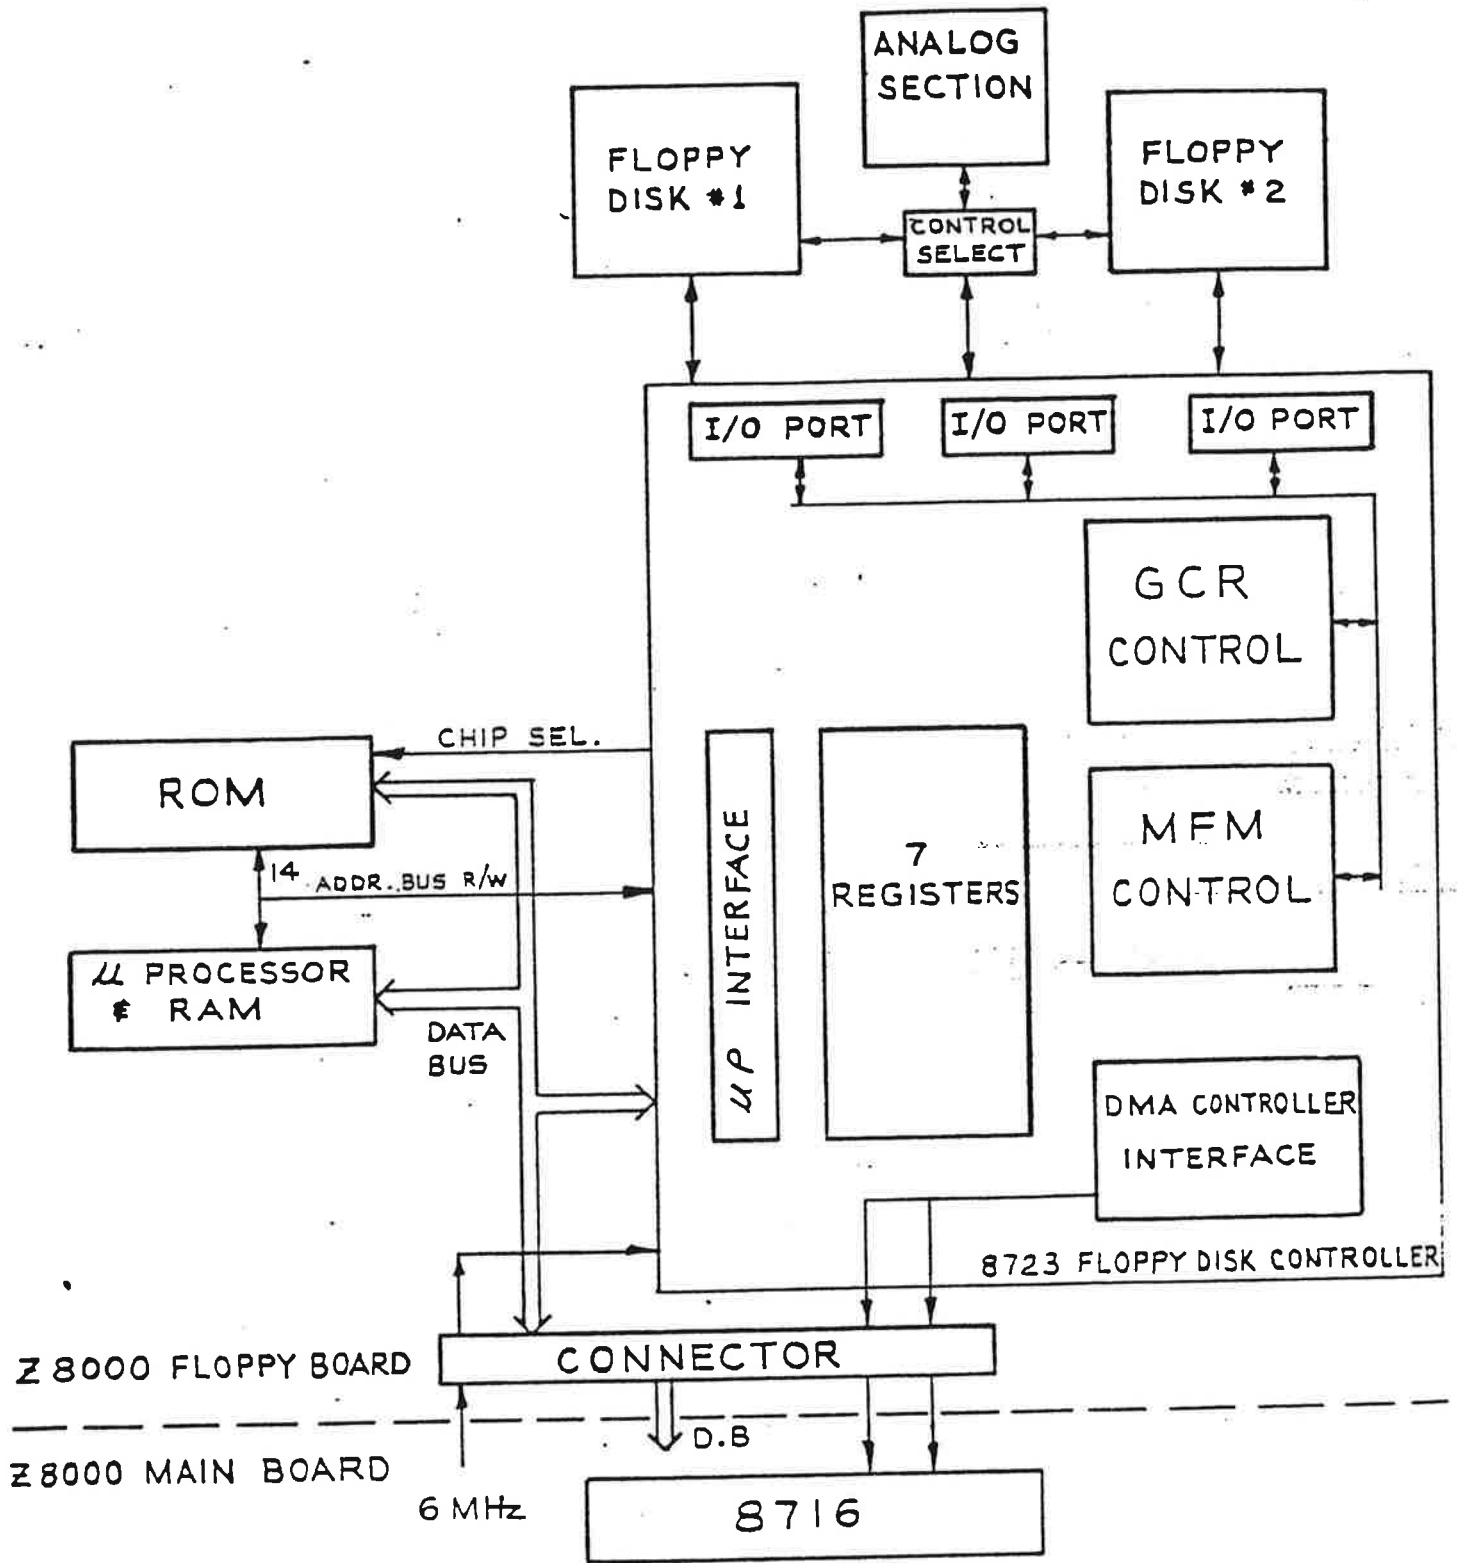 ANALOG
SECTION
FLOPPY
DISK #1
FLOPPY
DISK #2
CONTROL
SELECT
I/O PORT
I/O PORT
I/O PORT
GCR
CONTROL
CHIP SEL.
ROM
MFM
CONTROL
7
REGISTERS
μP INTERFACE
14
ADDR. BUS R/W
μ PROCESSOR
& RAM
DATA
BUS
DMA CONTROLLER
INTERFACE
8723 FLOPPY DISK CONTROLLER
Z8000 FLOPPY BOARD
CONNECTOR
D.B
Z8000 MAIN BOARD
6 MHz
8716